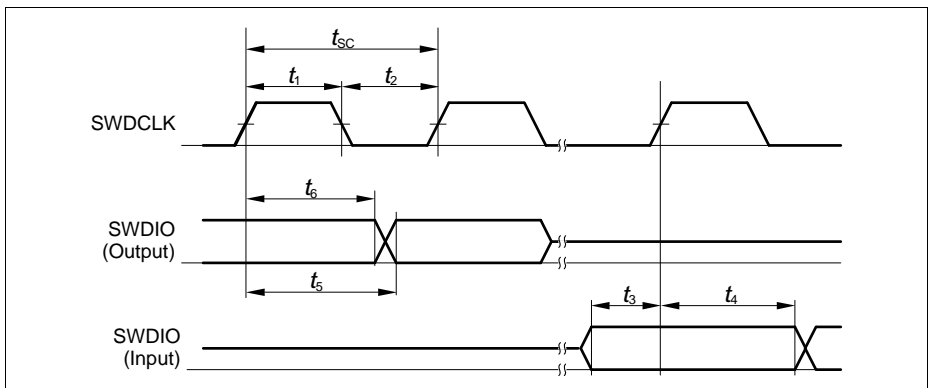 tSC
t1 t2
SWDCLK
t6
SWDIO
(Output)
t5
t3 t4
SWDIO
(Input)